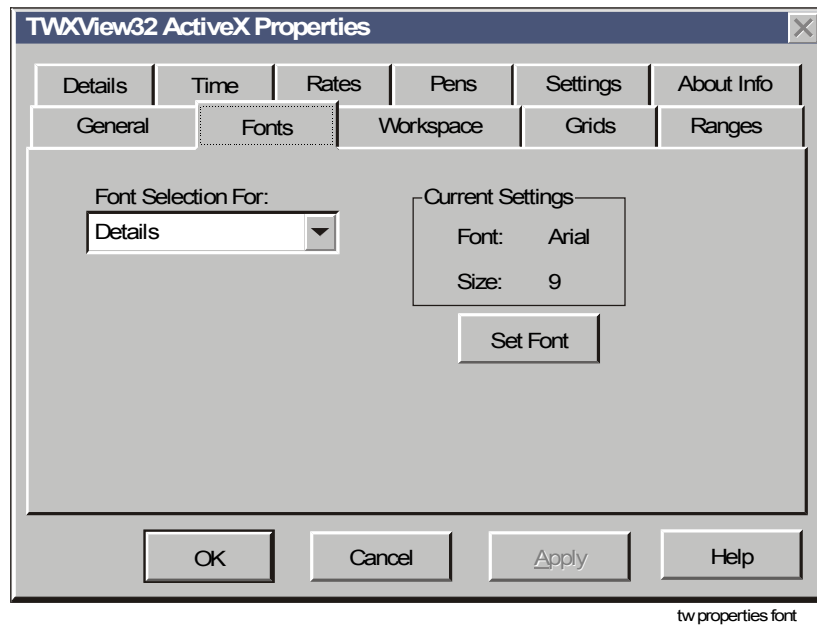 TWXView32 ActiveX Properties
Details Time Rates Pens Settings About Info
General Fonts Workspace Grids Ranges
Font Selection For:
Details
Current Settings
Font: Arial
Size: 9
Set Font
OK Cancel Apply Help
tw properties font